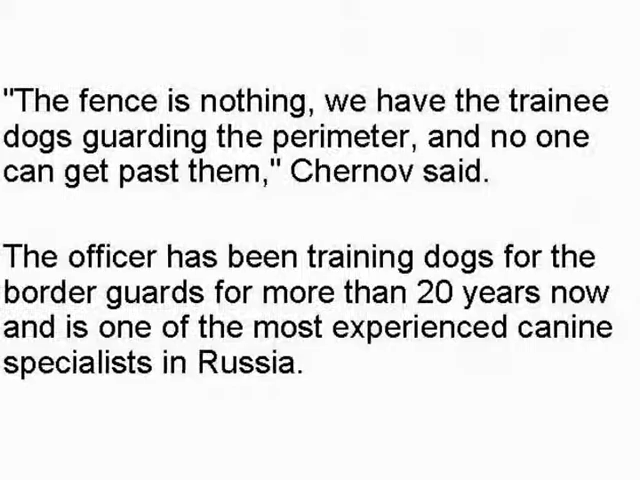 "The fence is nothing, we have the trainee
dogs guarding the perimeter, and no one
can get past them," Chernov said.
The officer has been training dogs for the
border guards for more than 20 years now
and is one of the most experienced canine
specialists in Russia.